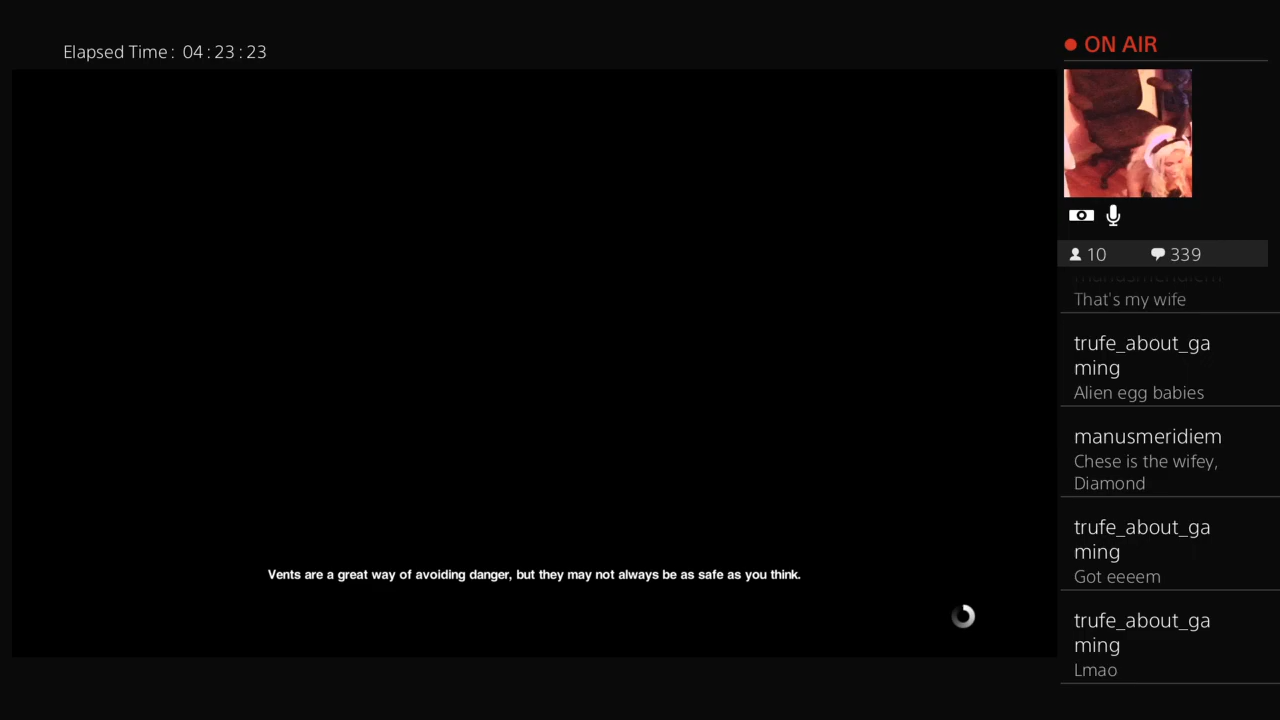 Elapsed Time: 04:23:23
ON AIR
10
339
manusmeridiem
That's my wife
trufe_about_ga
ming
Alien egg babies
manusmeridiem
Chese is the wifey,
Diamond
trufe_about_ga
ming
Got eeeem
trufe_about_ga
ming
Lmao
Vents are a great way of avoiding danger, but they may not always be as safe as you think.